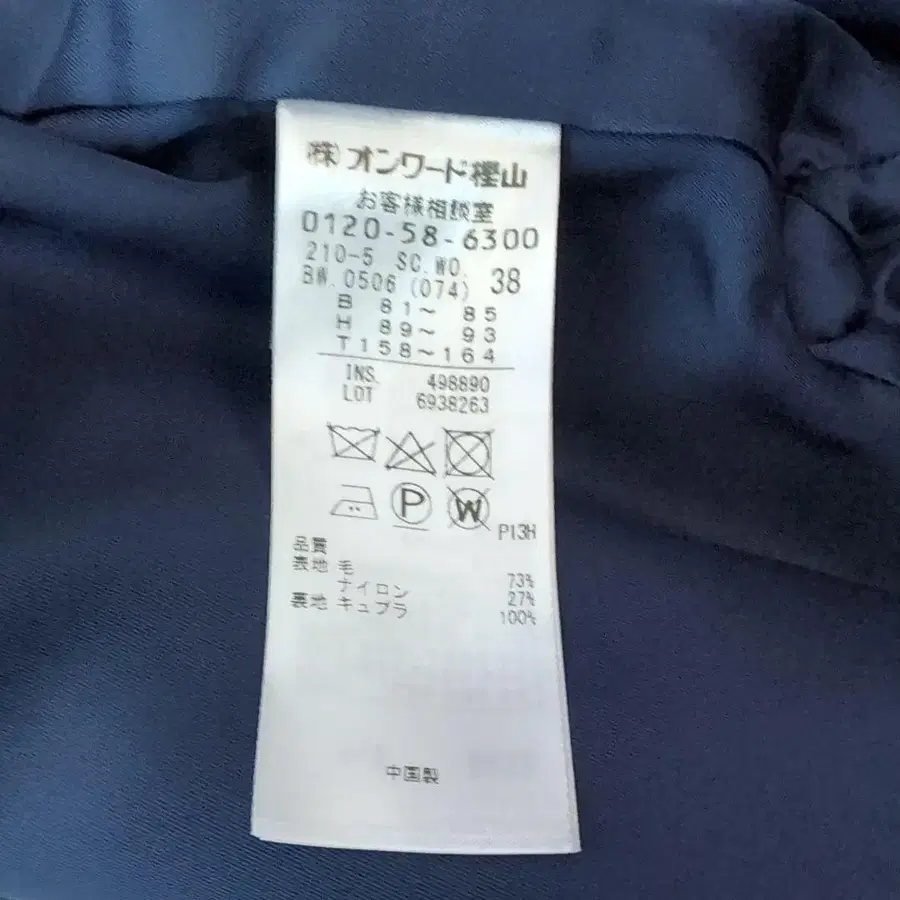 (株)オンワード樫山
お客様相談室
0120-58-6300
210-5 SC.WO.
BW.0506 (074) 38
B 81～ 85
H 89～ 93
T158～164
INS. 498890
LOT 6938263
P
W
P13H
品質
表地 毛 73%
ナイロン 27%
裏地 キュプラ 100%
中国製